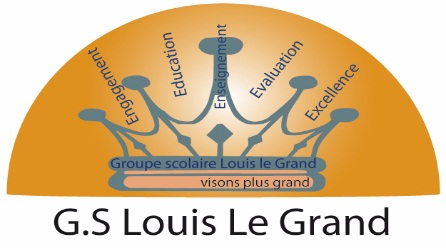 Engagement
Education
Enseignement
Evaluation
Excellence
Groupe scolaire Louis le Grand
visons plus grand
G.S Louis Le Grand